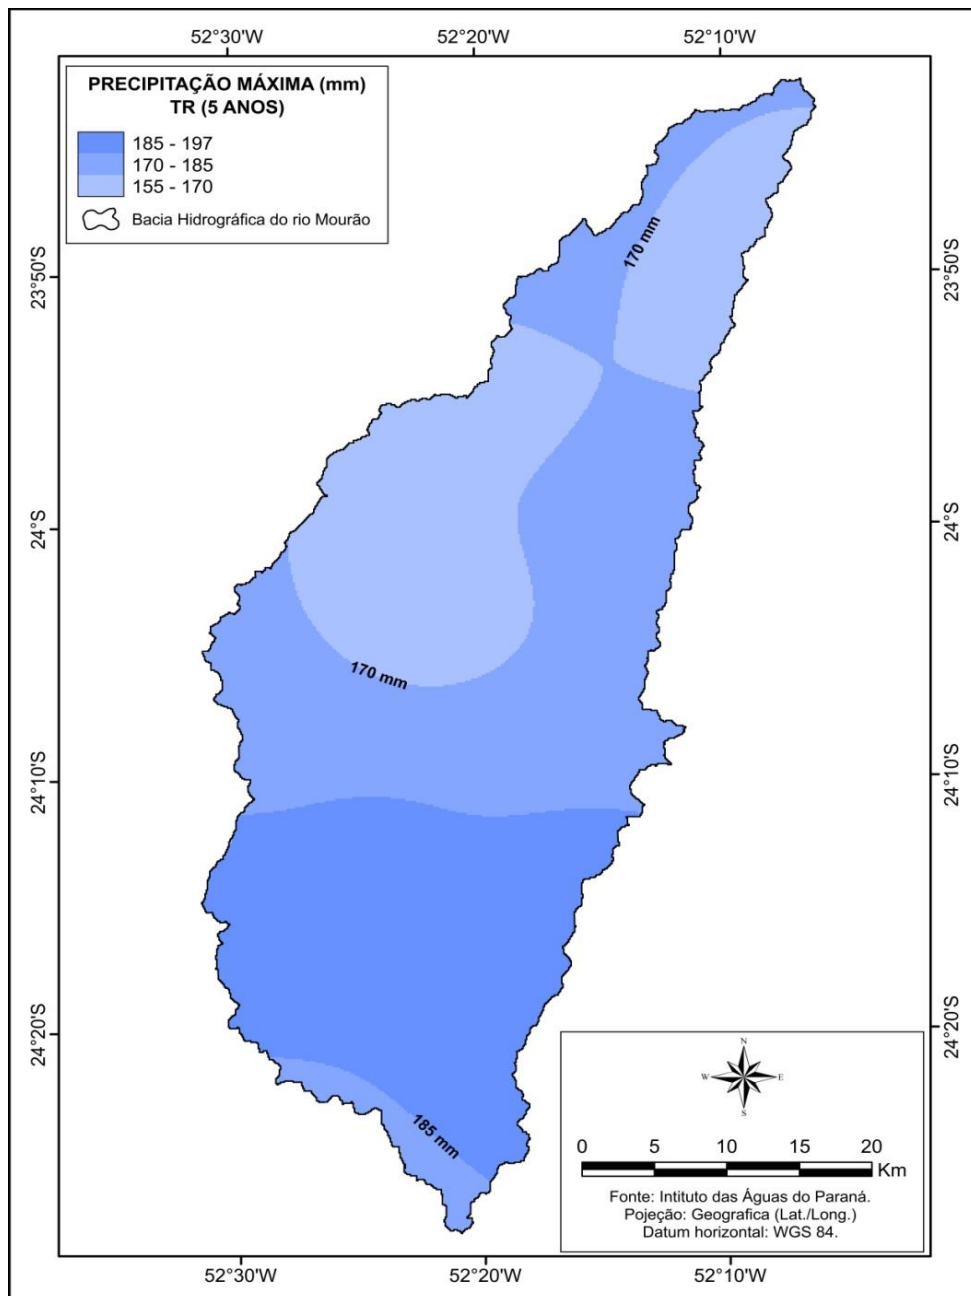 52°30'W 52°20'W 52°10'W
PRECIPITAÇÃO MÁXIMA (mm)
TR (5 ANOS)
185 - 197
170 - 185
155 - 170
Bacia Hidrográfica do rio Mourão
170 mm
23°50'S 23°50'S
24°S 24°S
170 mm
24°10'S 24°10'S
24°20'S 24°20'S
185 mm
N
W E
S
0 5 10 15 20
Km
Fonte: Intituto das Águas do Paraná.
Pojeção: Geografica (Lat./Long.)
Datum horizontal: WGS 84.
52°30'W 52°20'W 52°10'W